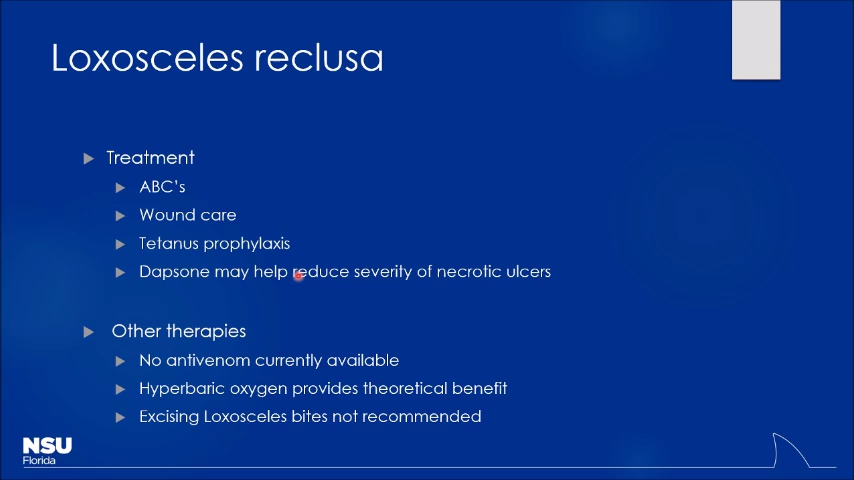 Loxosceles reclusa
Treatment
ABC's
Wound care
Tetanus prophylaxis
Dapsone may help reduce severity of necrotic ulcers
Other therapies
No antivenom currently available
Hyperbaric oxygen provides theoretical benefit
Excising Loxosceles bites not recommended
NSU
Florida